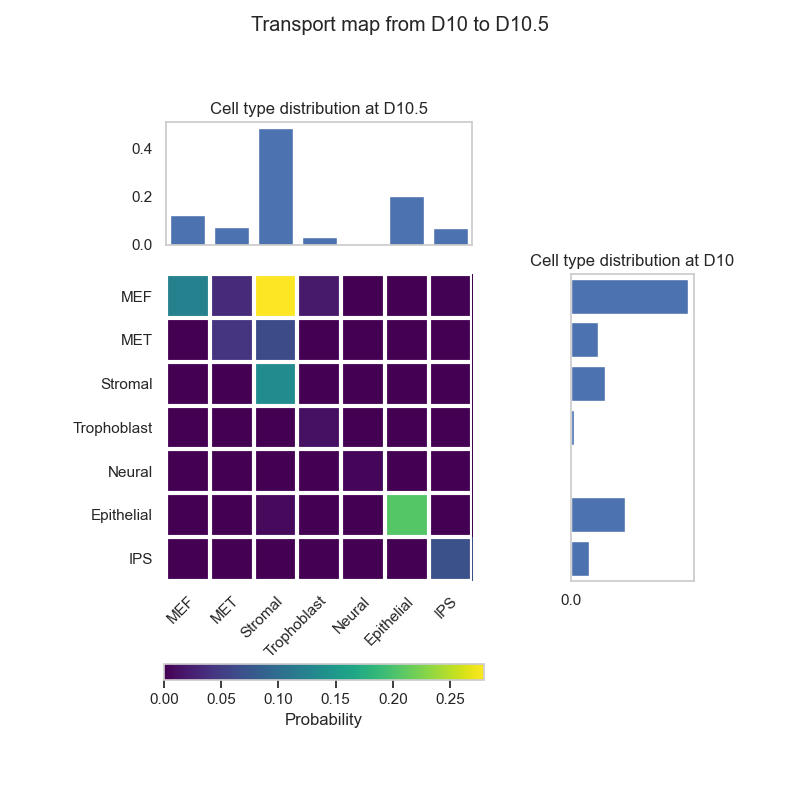 Transport map from D10 to D10.5
Cell type distribution at D10.5
0.4
0.2
0.0
Cell type distribution at D10
MEF
MET
Stromal
Trophoblast
Neural
Epithelial
IPS
0.0
MEF
MET
Stromal
Trophoblast
Neural
Epithelial
IPS
0.00 0.05 0.10 0.15 0.20 0.25
Probability